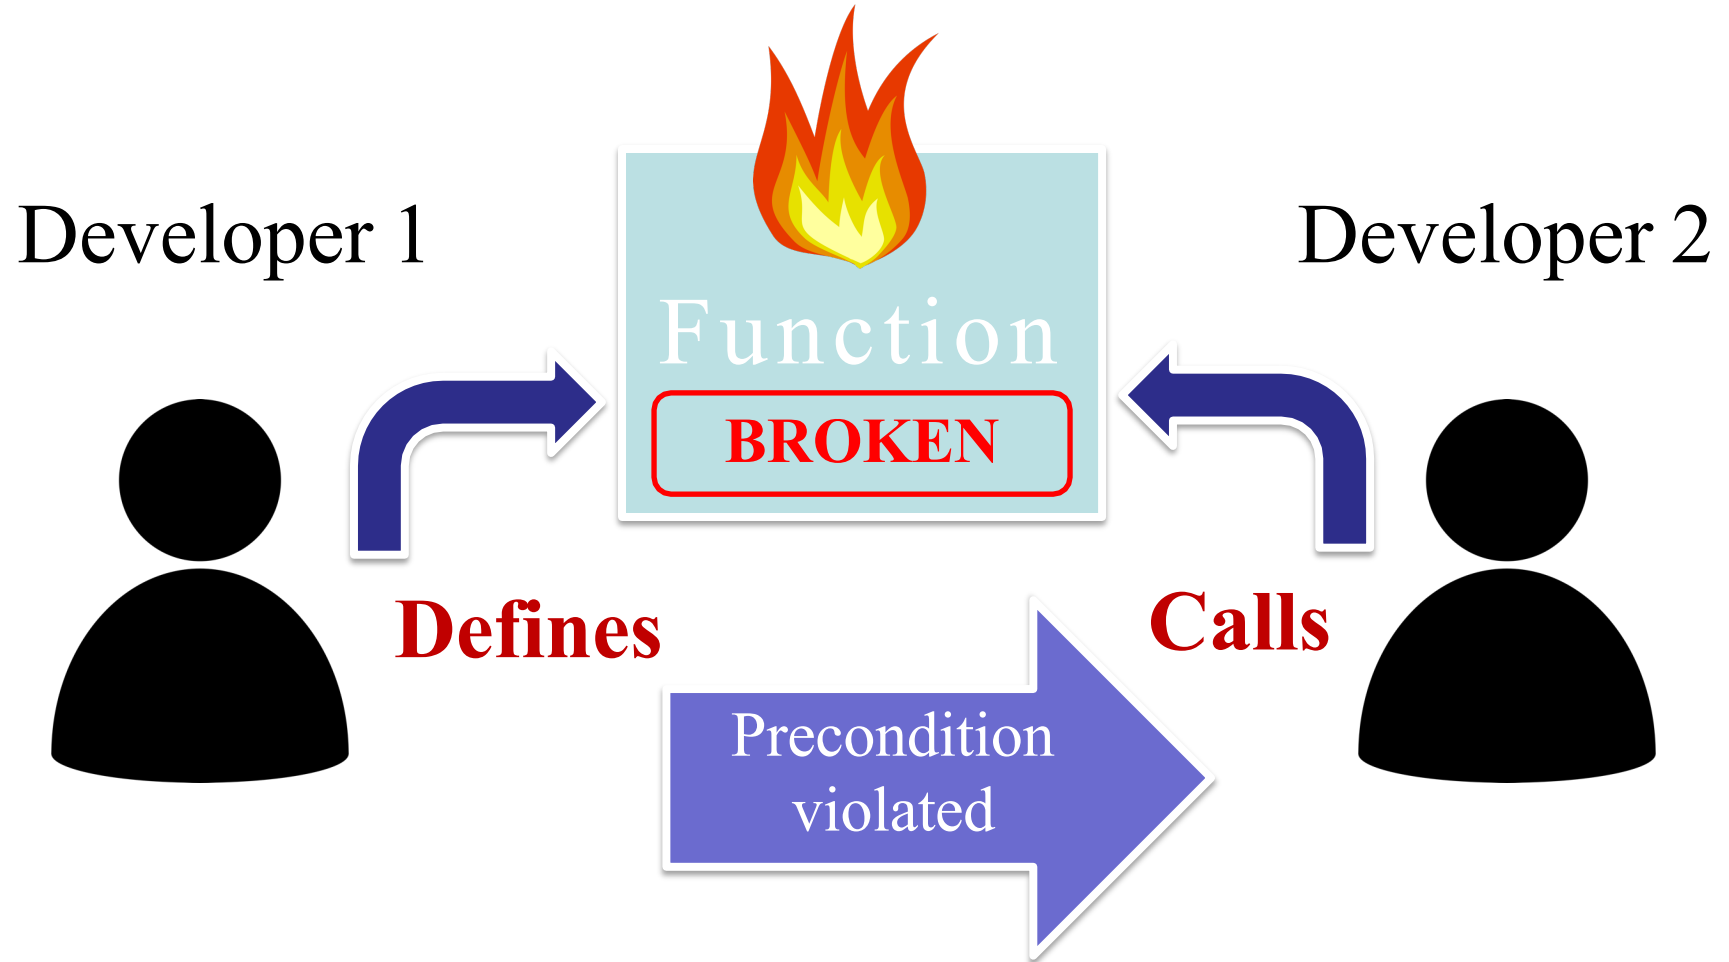 Developer 1
Developer 2
Function
BROKEN
Defines
Calls
Precondition
violated